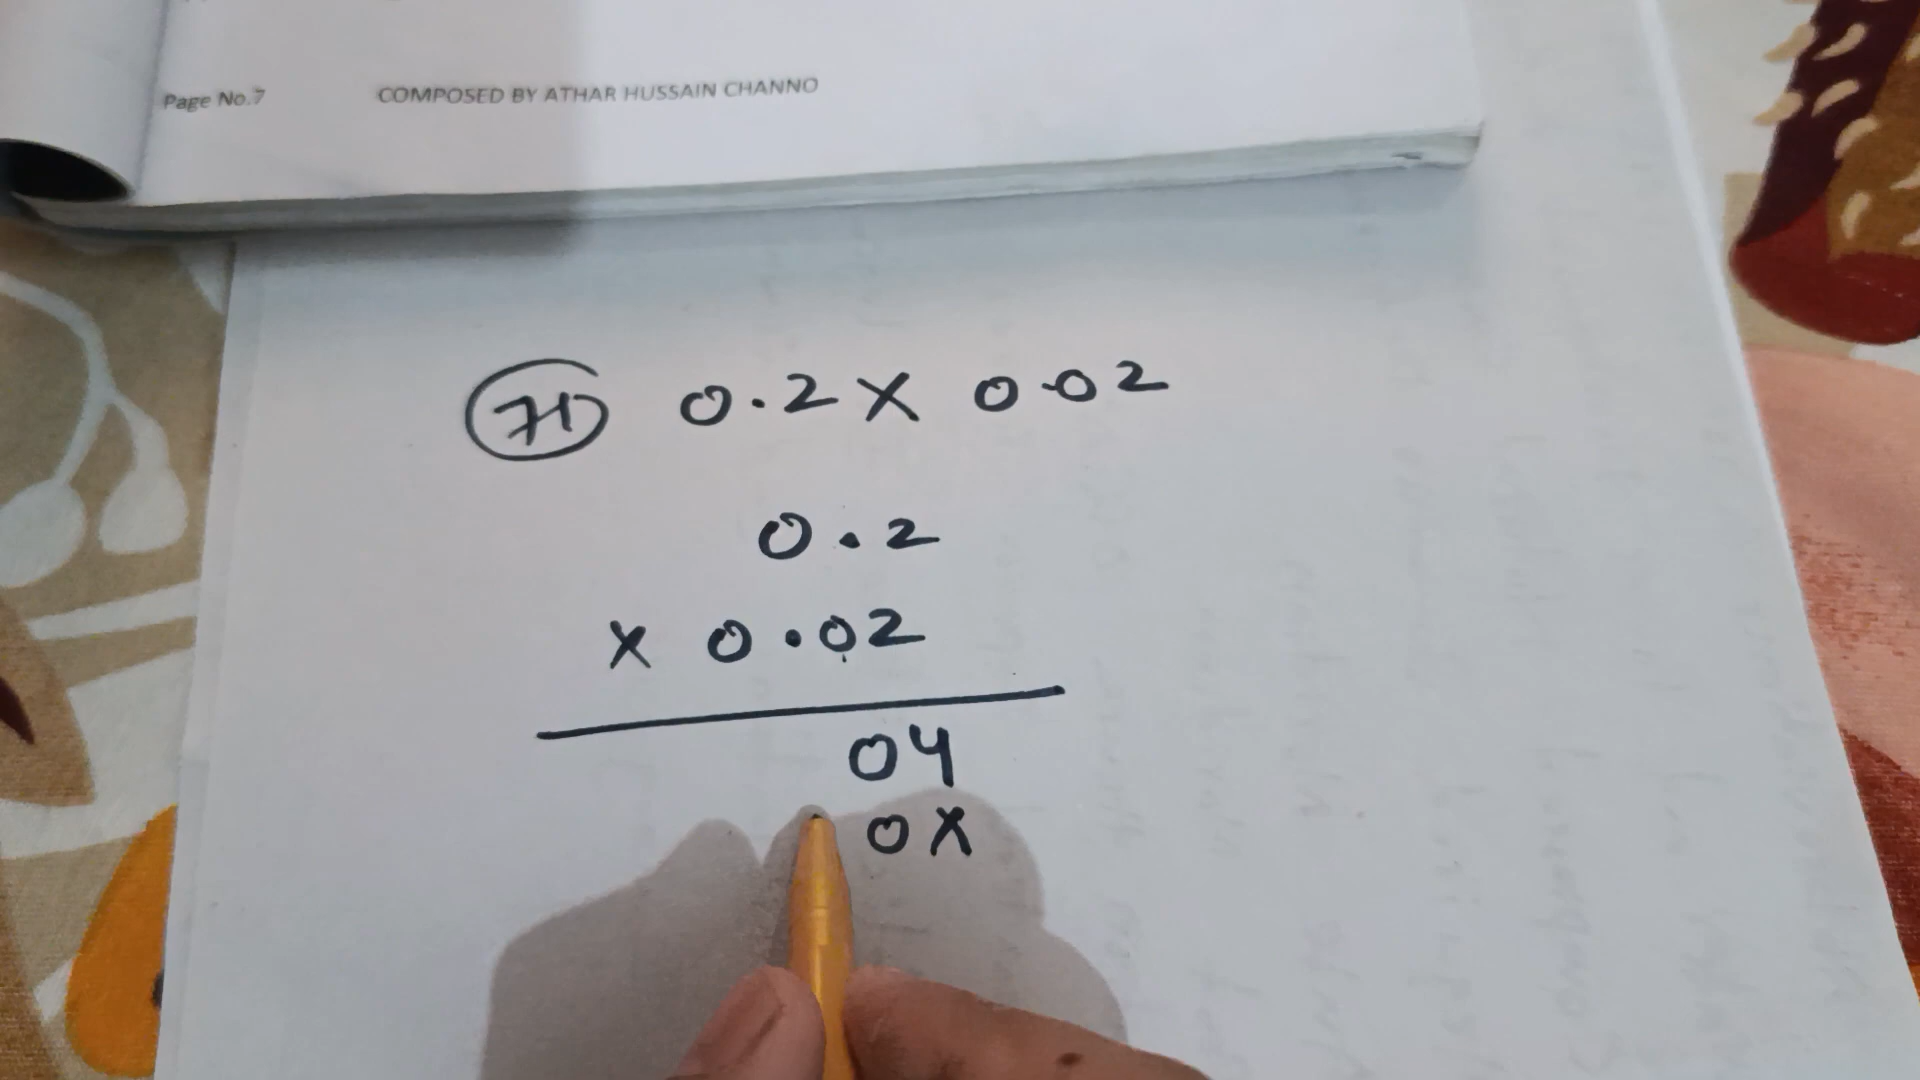 Page No.7 COMPOSED BY ATHAR HUSSAIN CHANNO
71 0.2 X 0.02
0.2
X 0.02
04
0X